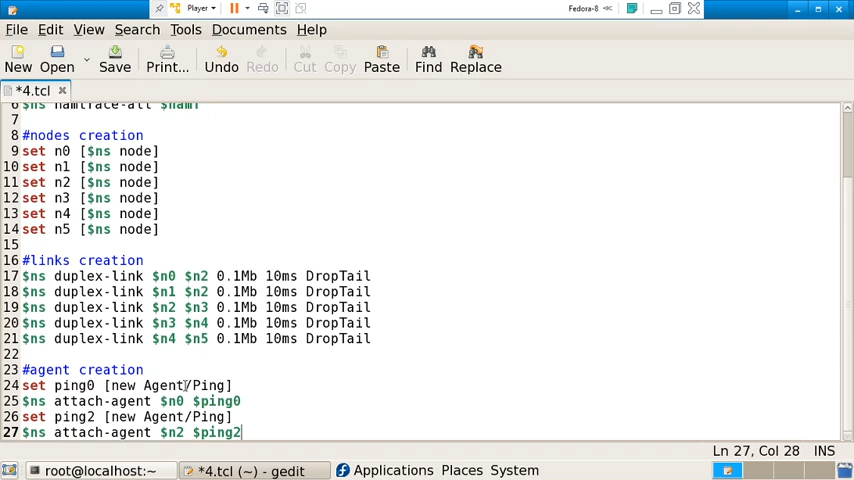 Player
Fedora-8
File Edit View Search Tools Documents Help
New Open Save Print... Undo Redo Cut Copy Paste Find Replace
*4.tcl
6 $ns namtrace-all $nam1
7
8 #nodes creation
9 set n0 [$ns node]
10 set n1 [$ns node]
11 set n2 [$ns node]
12 set n3 [$ns node]
13 set n4 [$ns node]
14 set n5 [$ns node]
15
16 #links creation
17 $ns duplex-link $n0 $n2 0.1Mb 10ms DropTail
18 $ns duplex-link $n1 $n2 0.1Mb 10ms DropTail
19 $ns duplex-link $n2 $n3 0.1Mb 10ms DropTail
20 $ns duplex-link $n3 $n4 0.1Mb 10ms DropTail
21 $ns duplex-link $n4 $n5 0.1Mb 10ms DropTail
22
23 #agent creation
24 set ping0 [new Agent/Ping]
25 $ns attach-agent $n0 $ping0
26 set ping2 [new Agent/Ping]
27 $ns attach-agent $n2 $ping2
Ln 27, Col 28 INS
root@localhost:~ *4.tcl (~) - gedit Applications Places System